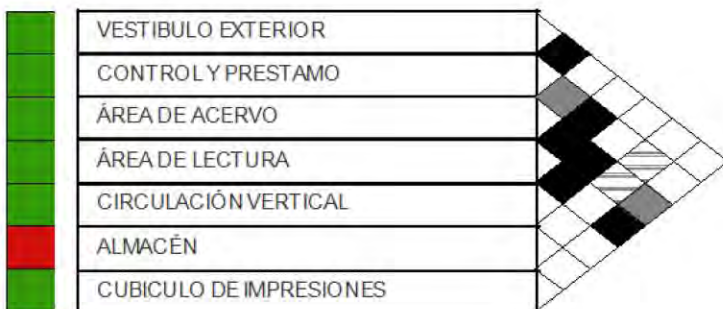 VESTIBULO EXTERIOR
CONTROL Y PRESTAMO
ÁREA DE ACERVO
ÁREA DE LECTURA
CIRCULACIÓN VERTICAL
ALMACÉN
CUBICULO DE IMPRESIONES